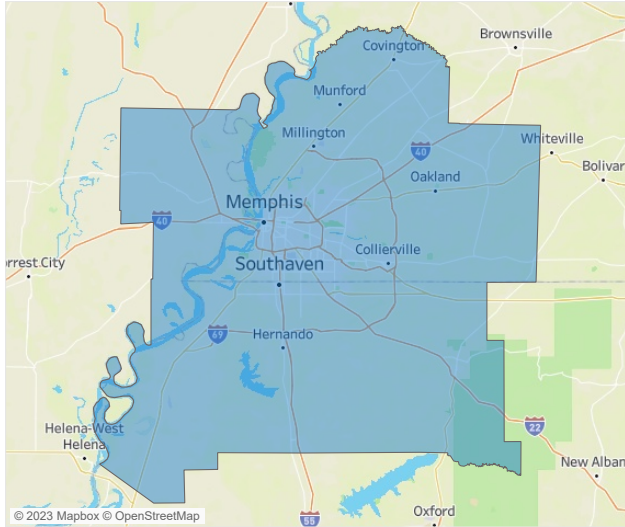 Covington
Brownsville
Munford
Millington
40
Whiteville
Bolivar
Oakland
Memphis
40
Collierville
rrest City
Southaven
69
Hernando
Helena-West
Helena
22
New Alban
Oxford
55
© 2023 Mapbox © OpenStreetMap